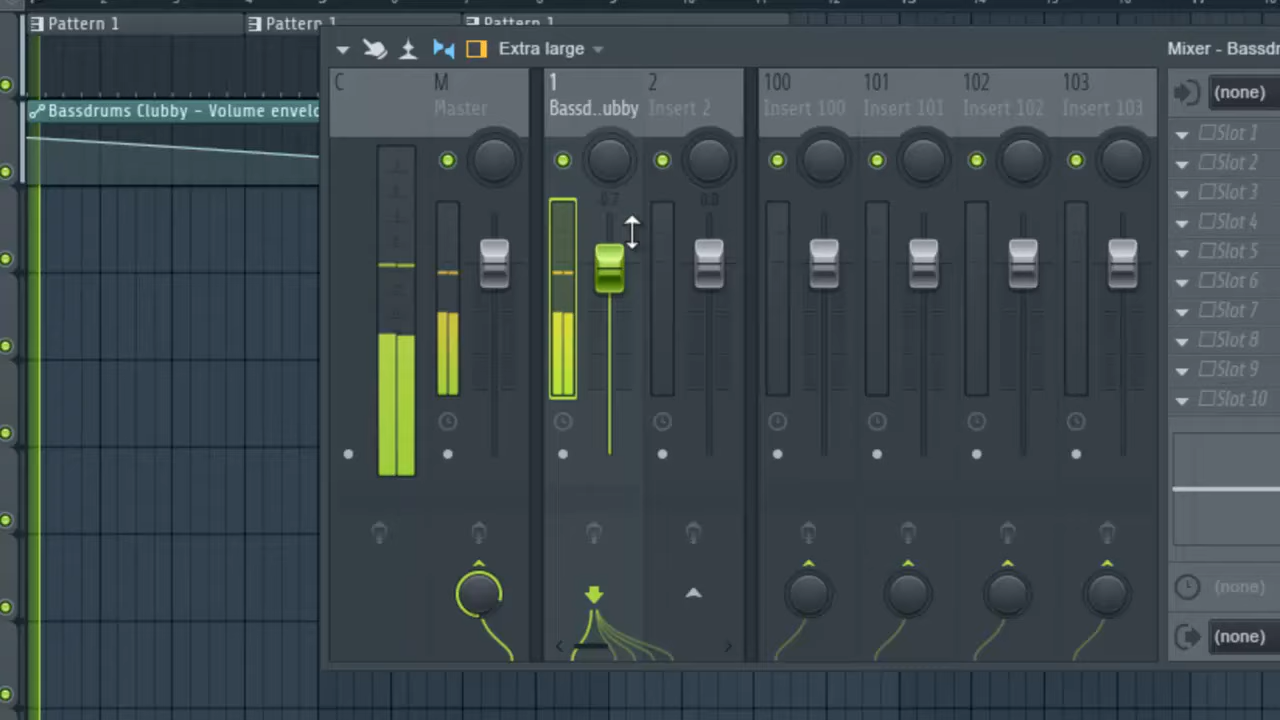 Pattern 1
Pattern 1
Pattern 1
Extra large
Mixer - Bassdr
C
M
1
2
100
101
102
103
Master
Bassd..ubby
Insert 2
Insert 100
Insert 101
Insert 102
Insert 103
(none)
Bassdrums Clubby - Volume envelo
Slot 1
Slot 2
Slot 3
Slot 4
Slot 5
Slot 6
Slot 7
Slot 8
Slot 9
Slot 10
(none)
(none)